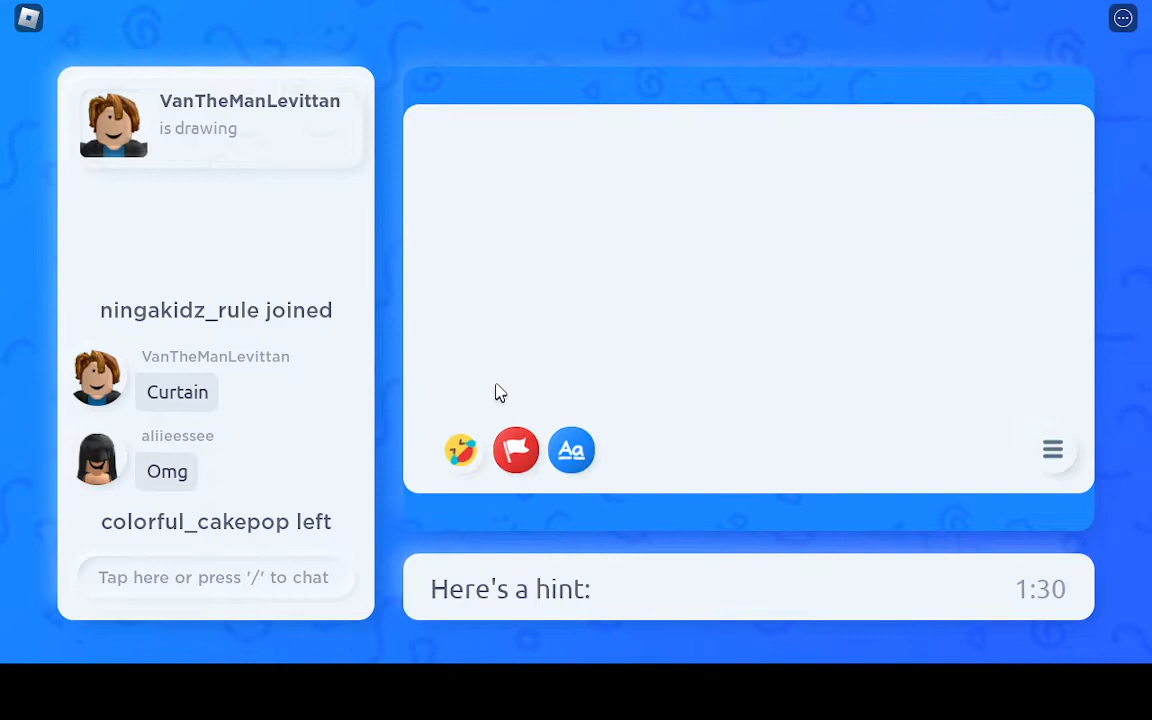 VanTheManLevittan
is drawing
ningakidz_rule joined
VanTheManLevittan
Curtain
aliieessee
Omg
colorful_cakepop left
Tap here or press '/' to chat
Aa
Here's a hint:
1:30